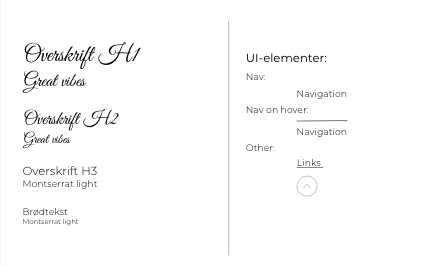 Overskrift H1
Great vibes
Overskrift H2
Great vibes
Overskrift H3
Montserrat light
Brødtekst
Montserrat light
UI-elementer:
Nav:
Navigation
Nav on hover:
Navigation
Other:
Links